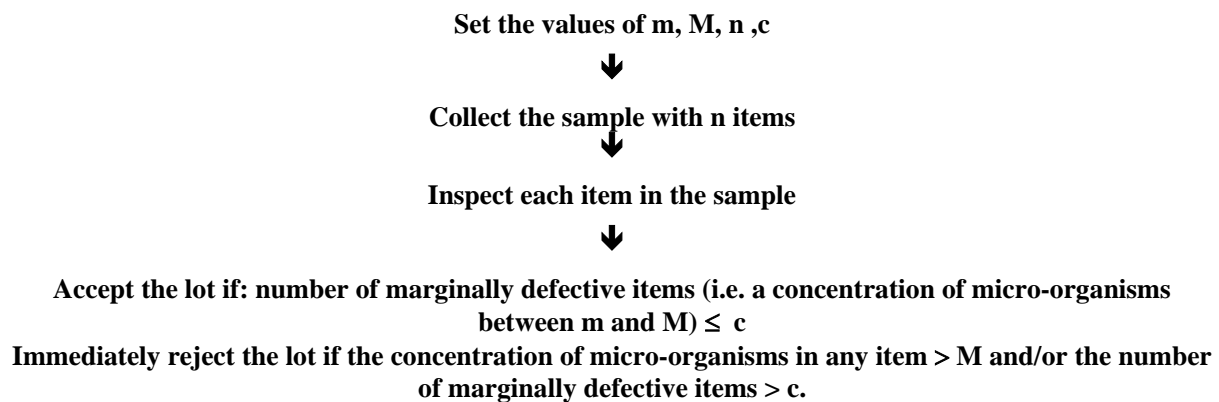 Set the values of m, M, n ,c
Collect the sample with n items
Inspect each item in the sample
Accept the lot if: number of marginally defective items (i.e. a concentration of micro-organisms
between m and M) ≤ c
Immediately reject the lot if the concentration of micro-organisms in any item > M and/or the number
of marginally defective items > c.